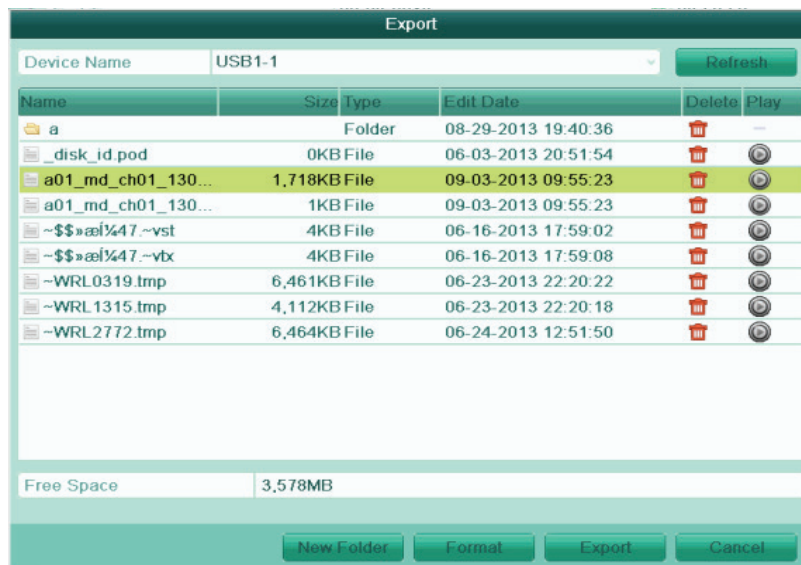 Export
Device Name USB1-1 Refresh
Name Size Type Edit Date Delete Play
a Folder 08-29-2013 19:40:36
_disk_id.pod 0KB File 06-03-2013 20:51:54
a01_md_ch01_130... 1,718KB File 09-03-2013 09:55:23
a01_md_ch01_130... 1KB File 09-03-2013 09:55:23
~$$»æÍ¼47.~vst 4KB File 06-16-2013 17:59:02
~$$»æÍ¼47.~vtx 4KB File 06-16-2013 17:59:08
~WRL0319.tmp 6,461KB File 06-23-2013 22:20:22
~WRL1315.tmp 4,112KB File 06-23-2013 22:20:18
~WRL2772.tmp 6,464KB File 06-24-2013 12:51:50
Free Space 3,578MB
New Folder Format Export Cancel